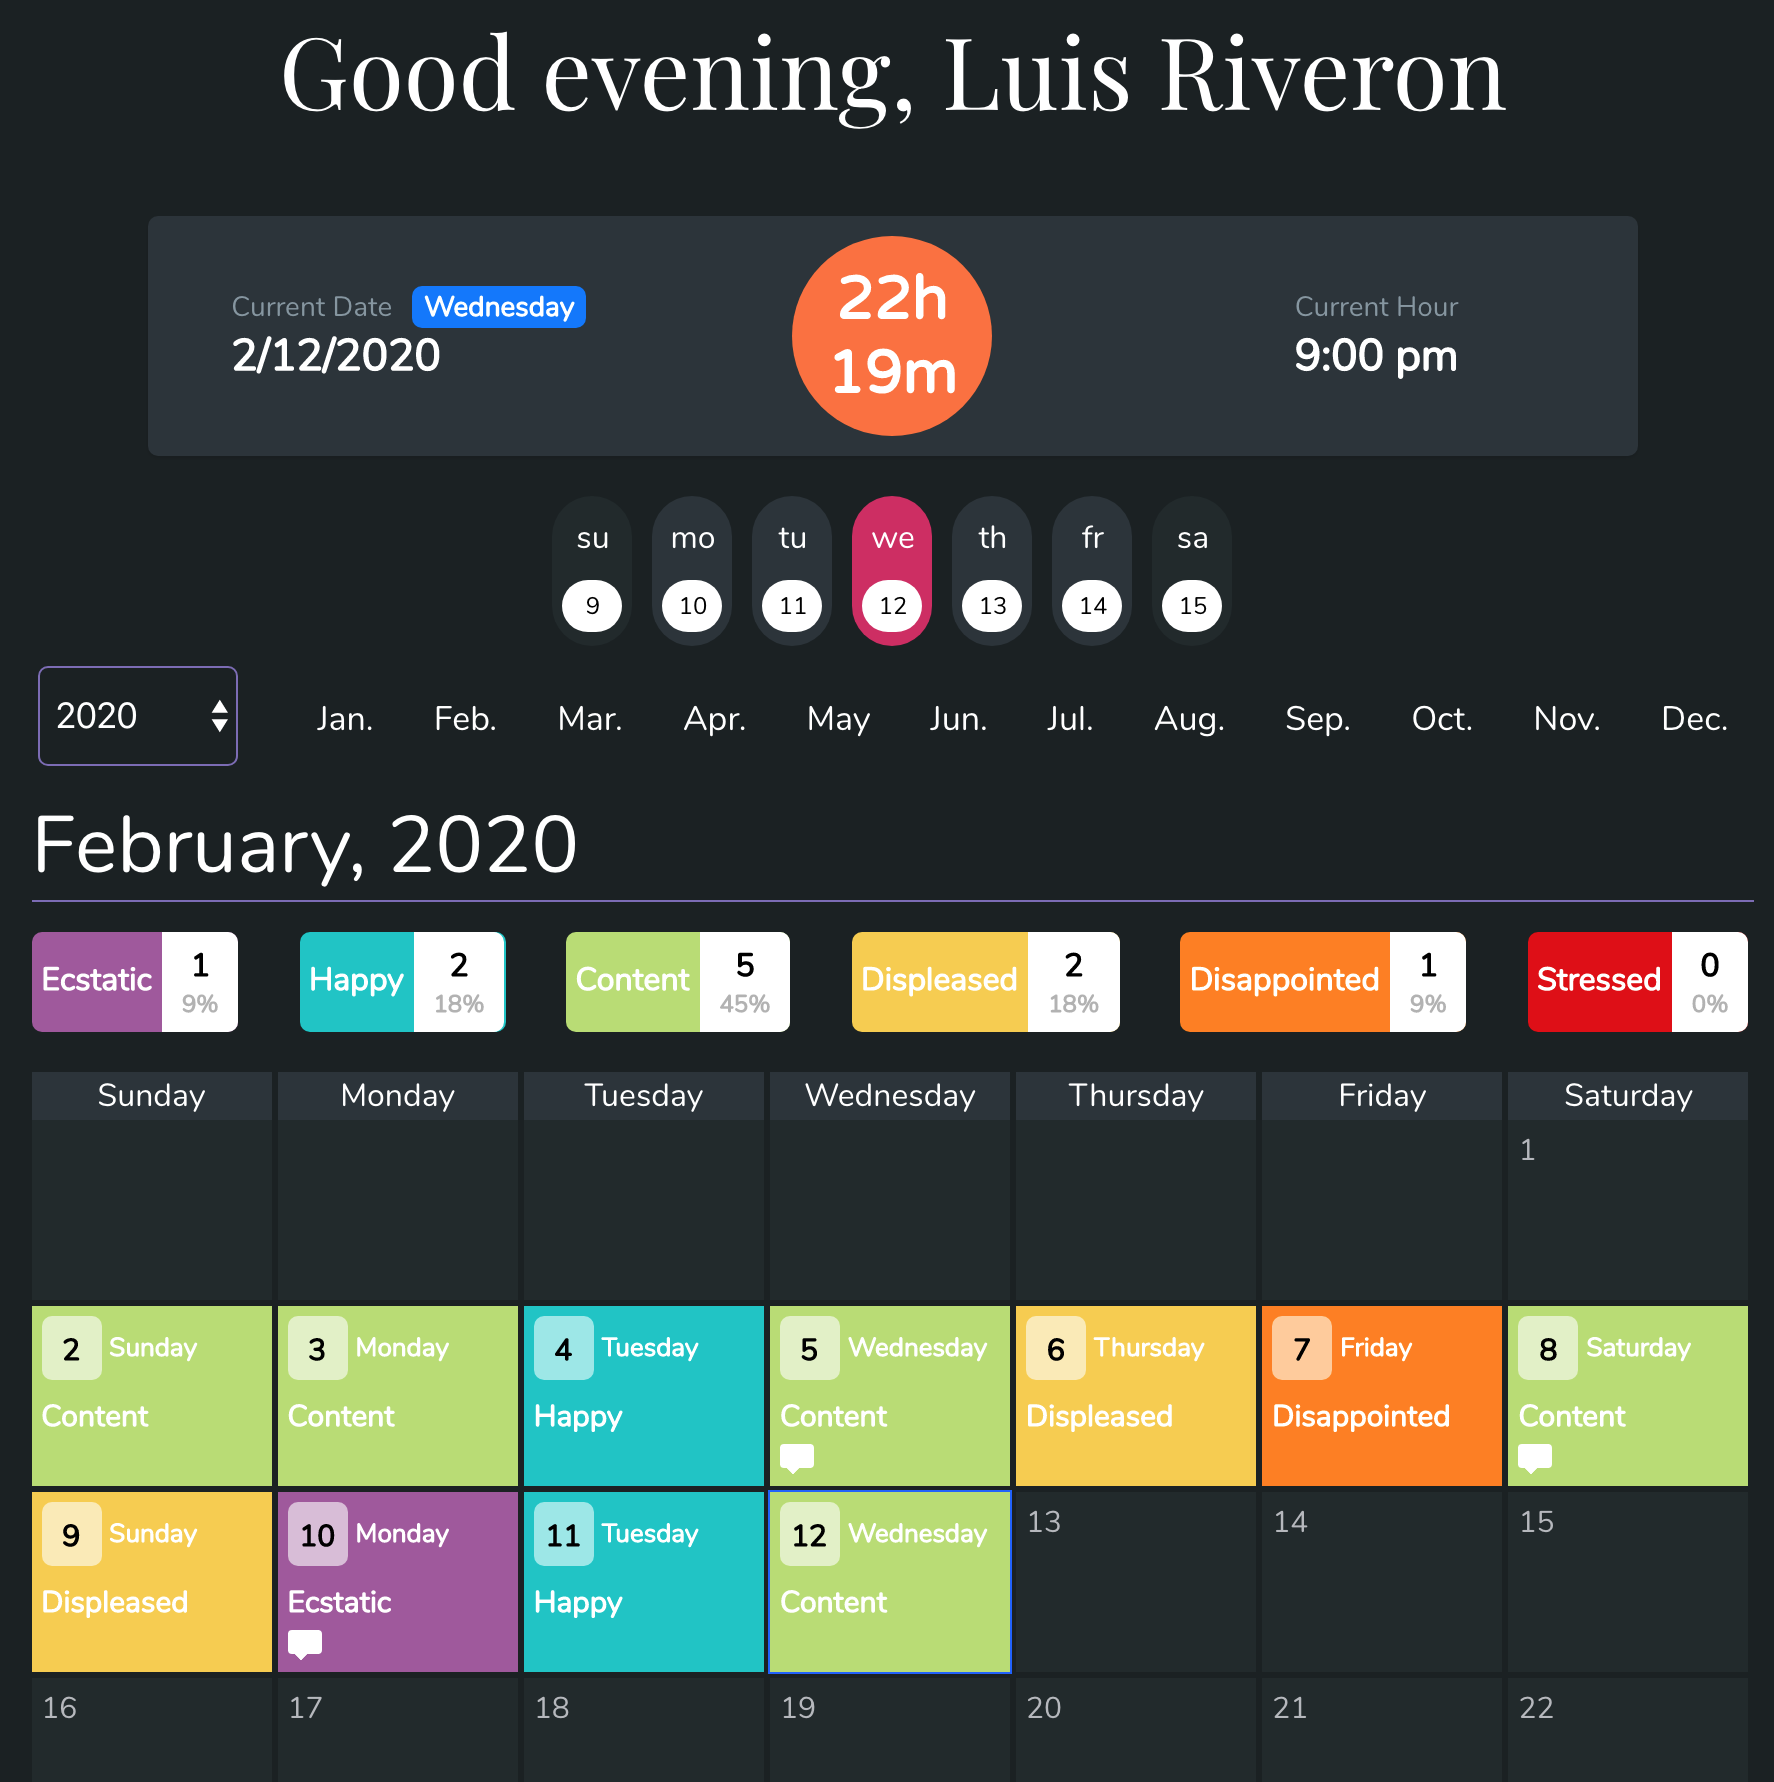 Good evening, Luis Riveron
Current Date Wednesday
2/12/2020
22h
19m
Current Hour
9:00 pm
su mo tu we th fr sa
9 10 11 12 13 14 15
2020 Jan. Feb. Mar. Apr. May Jun. Jul. Aug. Sep. Oct. Nov. Dec.
February, 2020
Ecstatic 1 9%
Happy 2 18%
Content 5 45%
Displeased 2 18%
Disappointed 1 9%
Stressed 0 0%
Sunday Monday Tuesday Wednesday Thursday Friday Saturday
1
2 Sunday
Content
3 Monday
Content
4 Tuesday
Happy
5 Wednesday
Content
6 Thursday
Displeased
7 Friday
Disappointed
8 Saturday
Content
9 Sunday
Displeased
10 Monday
Ecstatic
11 Tuesday
Happy
12 Wednesday
Content
13 14 15
16 17 18 19 20 21 22